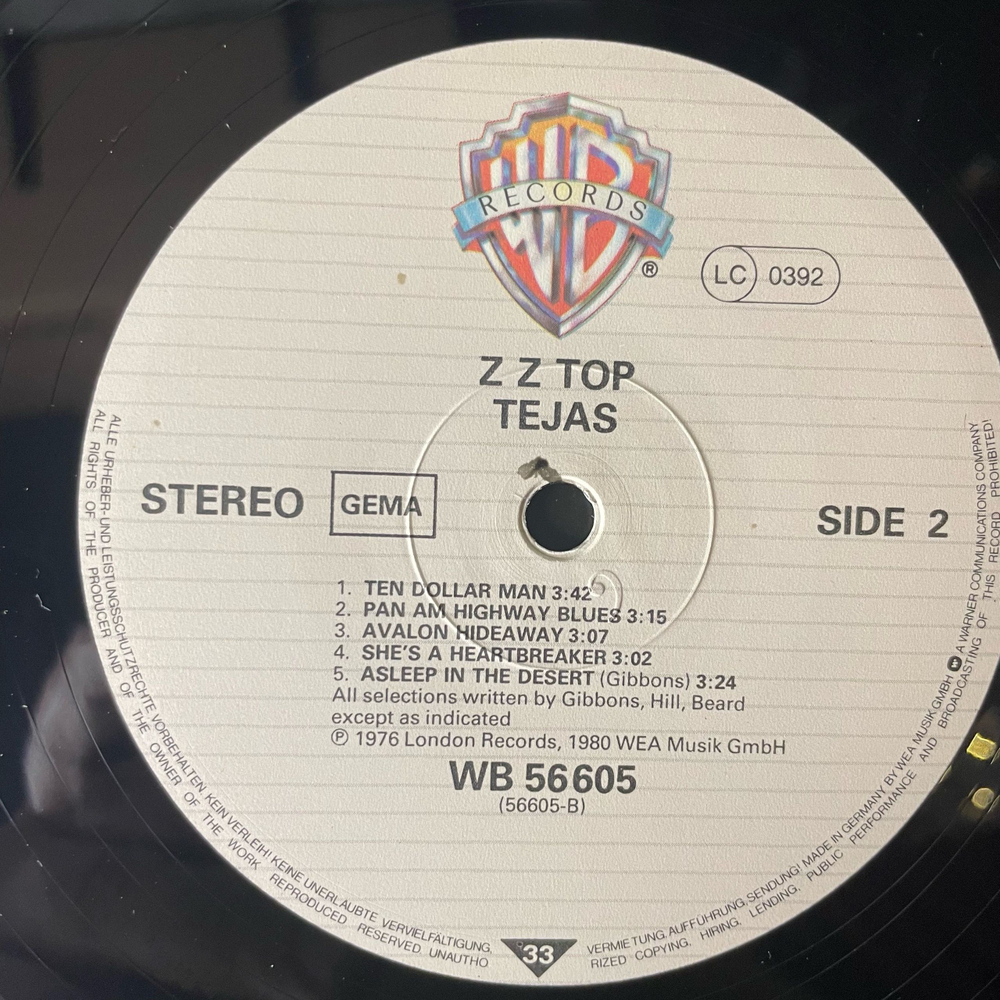 WB
RECORDS
®
LC 0392
Z Z TOP
TEJAS
STEREO GEMA
SIDE 2
1. TEN DOLLAR MAN 3:42
2. PAN AM HIGHWAY BLUES 3:15
3. AVALON HIDEAWAY 3:07
4. SHE'S A HEARTBREAKER 3:02
5. ASLEEP IN THE DESERT (Gibbons) 3:24
All selections written by Gibbons, Hill, Beard
except as indicated
℗ 1976 London Records, 1980 WEA Musik GmbH
WB 56605
(56605-B)
ALLE URHEBER- UND LEISTUNGSSCHUTZRECHTE VORBEHALTEN. KEIN VERLEIH! KEINE UNERLAUBTE VERVIELFÄLTIGUNG, VERMIETUNG, AUFFÜHRUNG, SENDUNG! MADE IN GERMANY BY WEA MUSIK GMBH A WARNER COMMUNICATIONS COMPANY
ALL RIGHTS OF THE PRODUCER AND OF THE OWNER OF THE WORK REPRODUCED RESERVED. UNAUTHORIZED COPYING, HIRING, LENDING, PUBLIC PERFORMANCE AND BROADCASTING OF THIS RECORD PROHIBITED!
33